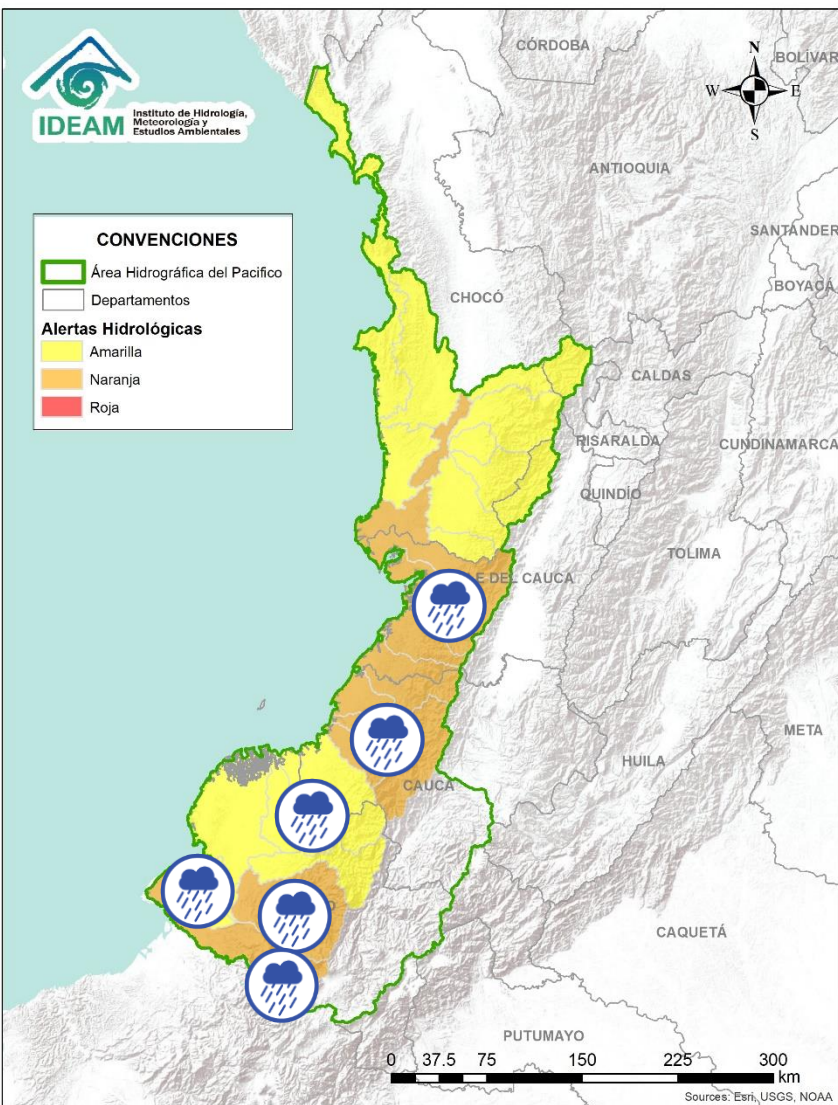 IDEAM
Instituto de Hidrología,
Meteorología y
Estudios Ambientales
CÓRDOBA
BOLÍVAR
N
W
E
S
ANTIOQUIA
SANTANDER
BOYACÁ
CONVENCIONES
Área Hidrográfica del Pacifico
Departamentos
Alertas Hidrológicas
Amarilla
Naranja
Roja
CHOCÓ
CALDAS
RISARALDA
CUNDINAMARCA
QUINDÍO
TOLIMA
LE DEL CAUCA
META
HUILA
CAUCA
CAQUETÁ
PUTUMAYO
0 37.5 75 150 225 300
km
Sources: Esri, USGS, NOAA